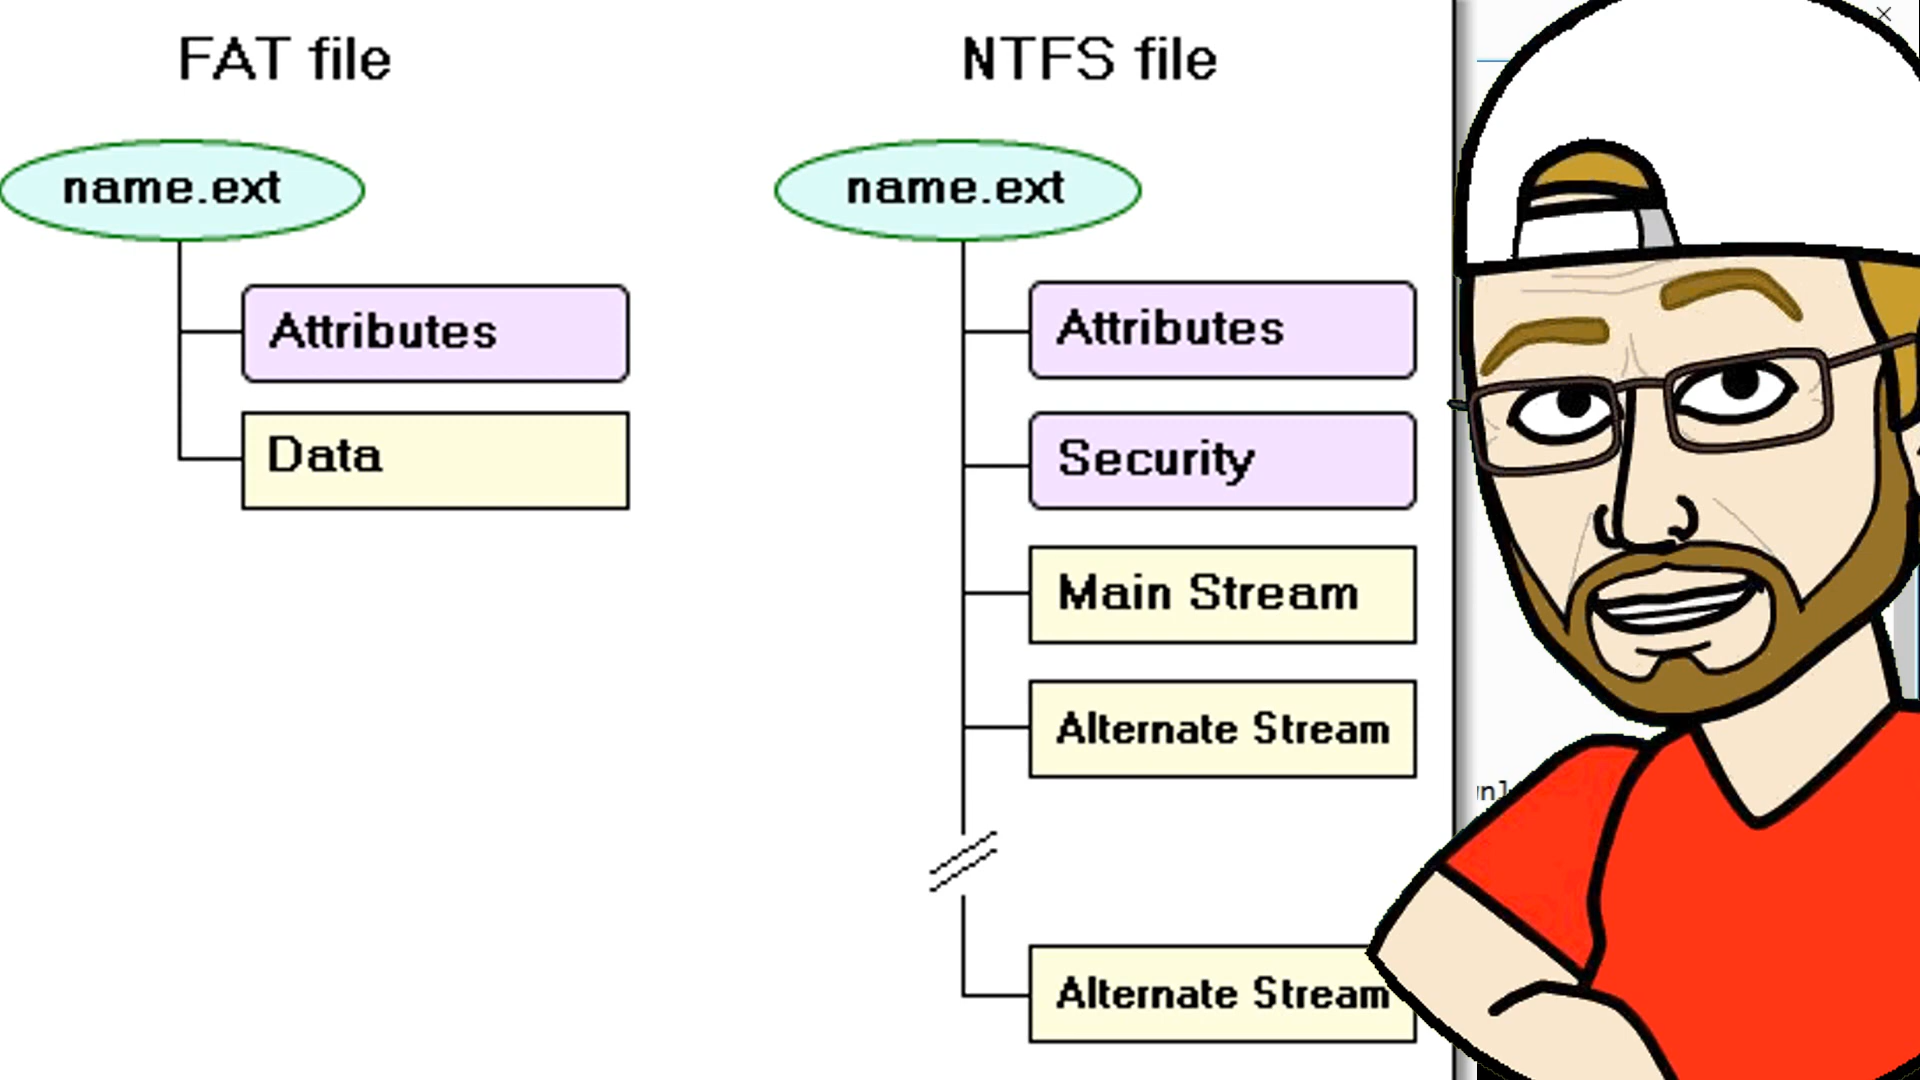 FAT file
name.ext
Attributes
Data
NTFS file
name.ext
Attributes
Security
Main Stream
Alternate Stream
Alternate Stream